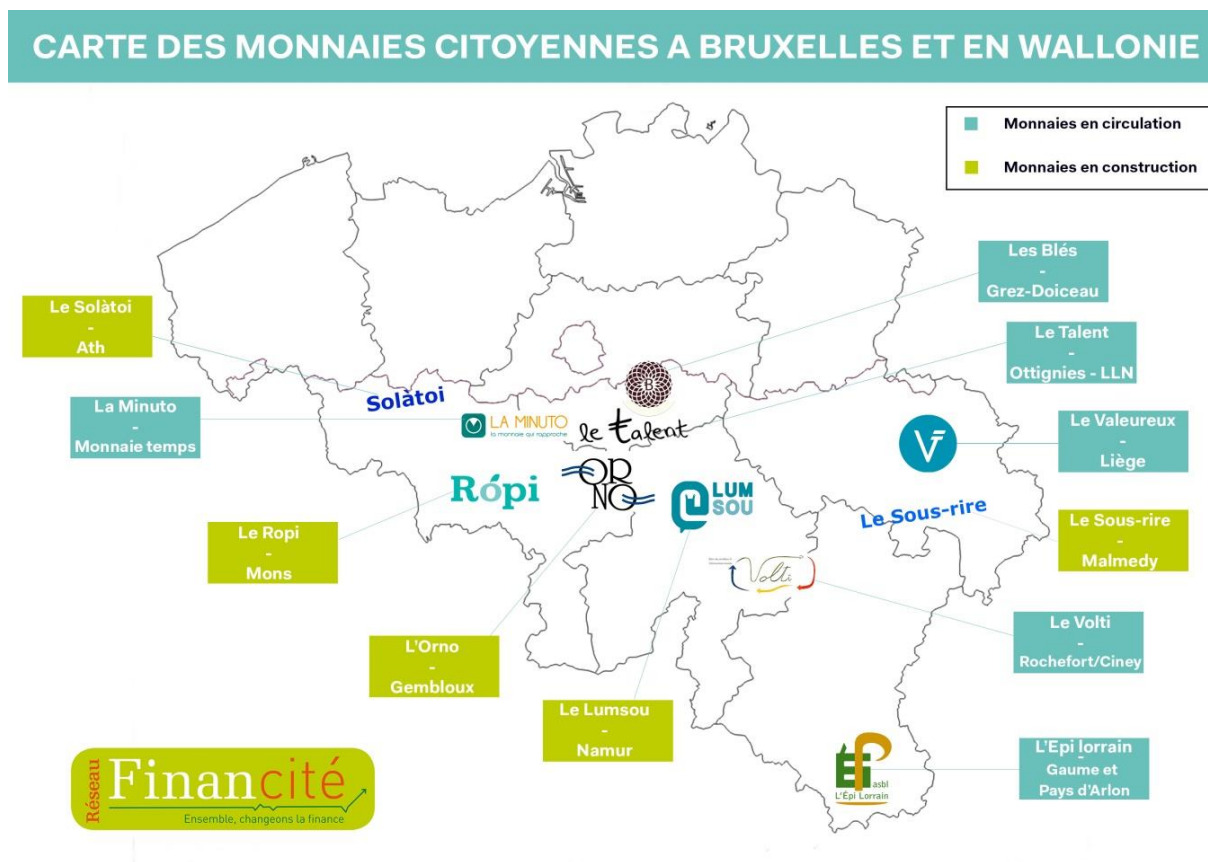 CARTE DES MONNAIES CITOYENNES A BRUXELLES ET EN WALLONIE
Monnaies en circulation
Monnaies en construction
Les Blés
-
Grez-Doiceau
Le Solàtoi
-
Ath
Le Talent
-
Ottignies - LLN
B
Solàtoi
La Minuto
-
Monnaie temps
LA MINUTO
la monnaie qui rapproche
le Talent
Le Valeureux
-
Liège
V
Rópi
OR
NO
LUM
SOU
Le Sous-rire
Le Sous-rire
-
Malmedy
Le Ropi
-
Mons
Volti
Le Volti
-
Rochefort/Ciney
L'Orno
-
Gembloux
Le Lumsou
-
Namur
L'Epi lorrain
-
Gaume et
Pays d'Arlon
Épi
asbl
L'Épi Lorrain
Réseau
Financité
Ensemble, changeons la finance